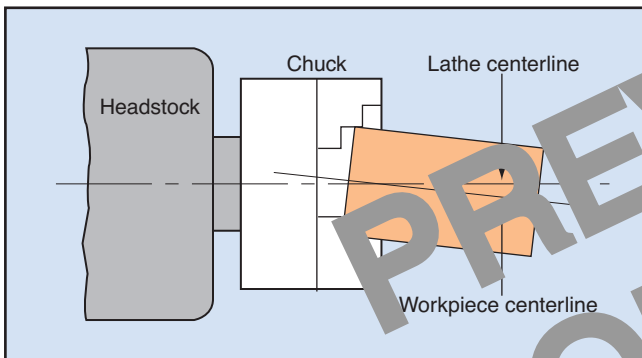 Chuck
Lathe centerline
Headstock
PREV
Workpiece centerline